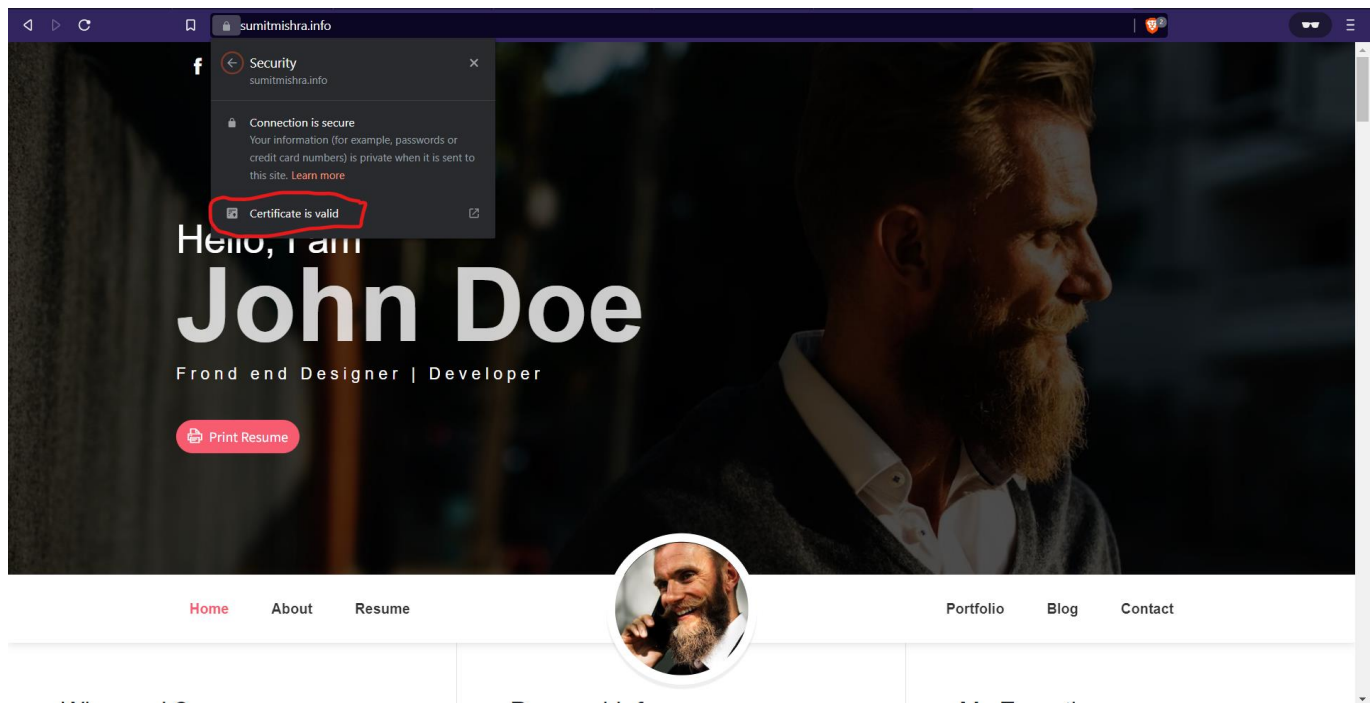 sumitmishra.info
2
f
Security
sumitmishra.info
Connection is secure
Your information (for example, passwords or
credit card numbers) is private when it is sent to
this site. Learn more
Certificate is valid
Hello, I am
John Doe
Frond end Designer | Developer
Print Resume
Home About Resume Portfolio Blog Contact